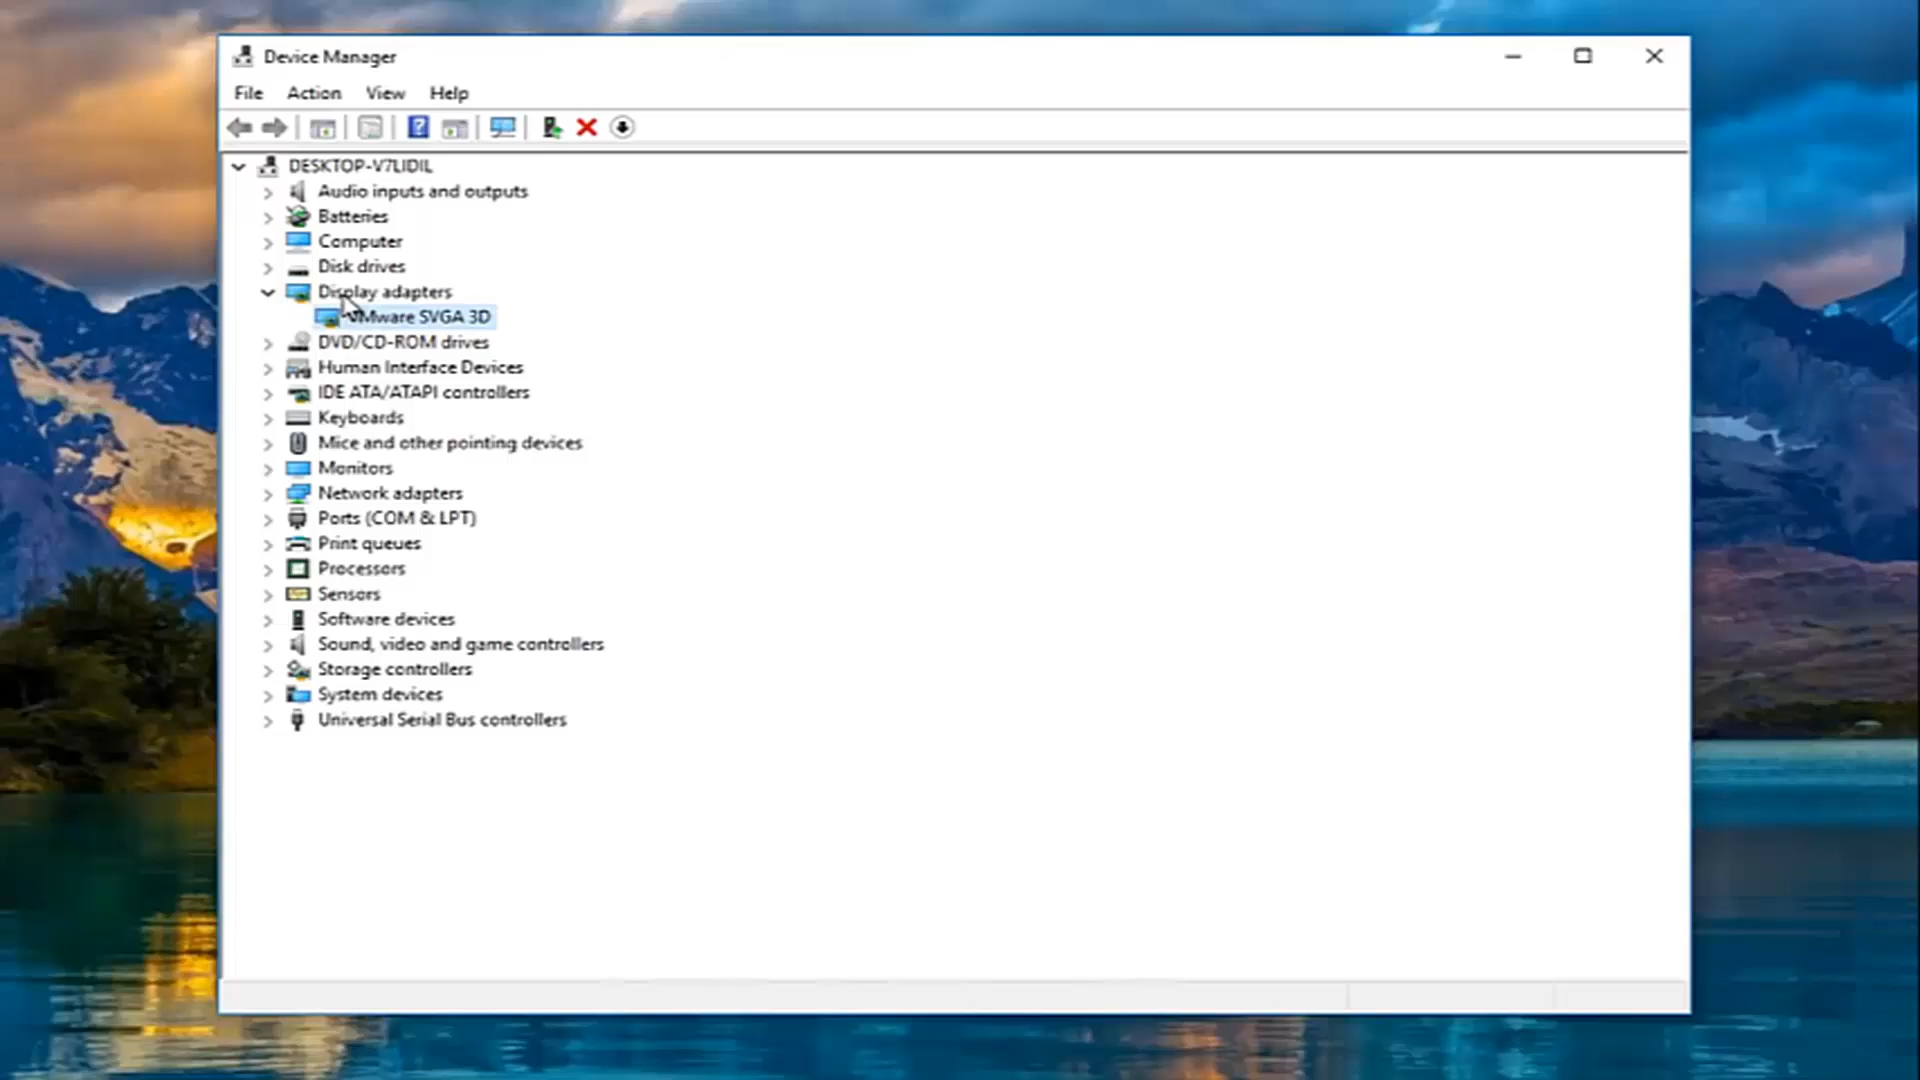 Device Manager
File Action View Help
DESKTOP-V7LIDIL
Audio inputs and outputs
Batteries
Computer
Disk drives
Display adapters
VMware SVGA 3D
DVD/CD-ROM drives
Human Interface Devices
IDE ATA/ATAPI controllers
Keyboards
Mice and other pointing devices
Monitors
Network adapters
Ports (COM & LPT)
Print queues
Processors
Sensors
Software devices
Sound, video and game controllers
Storage controllers
System devices
Universal Serial Bus controllers